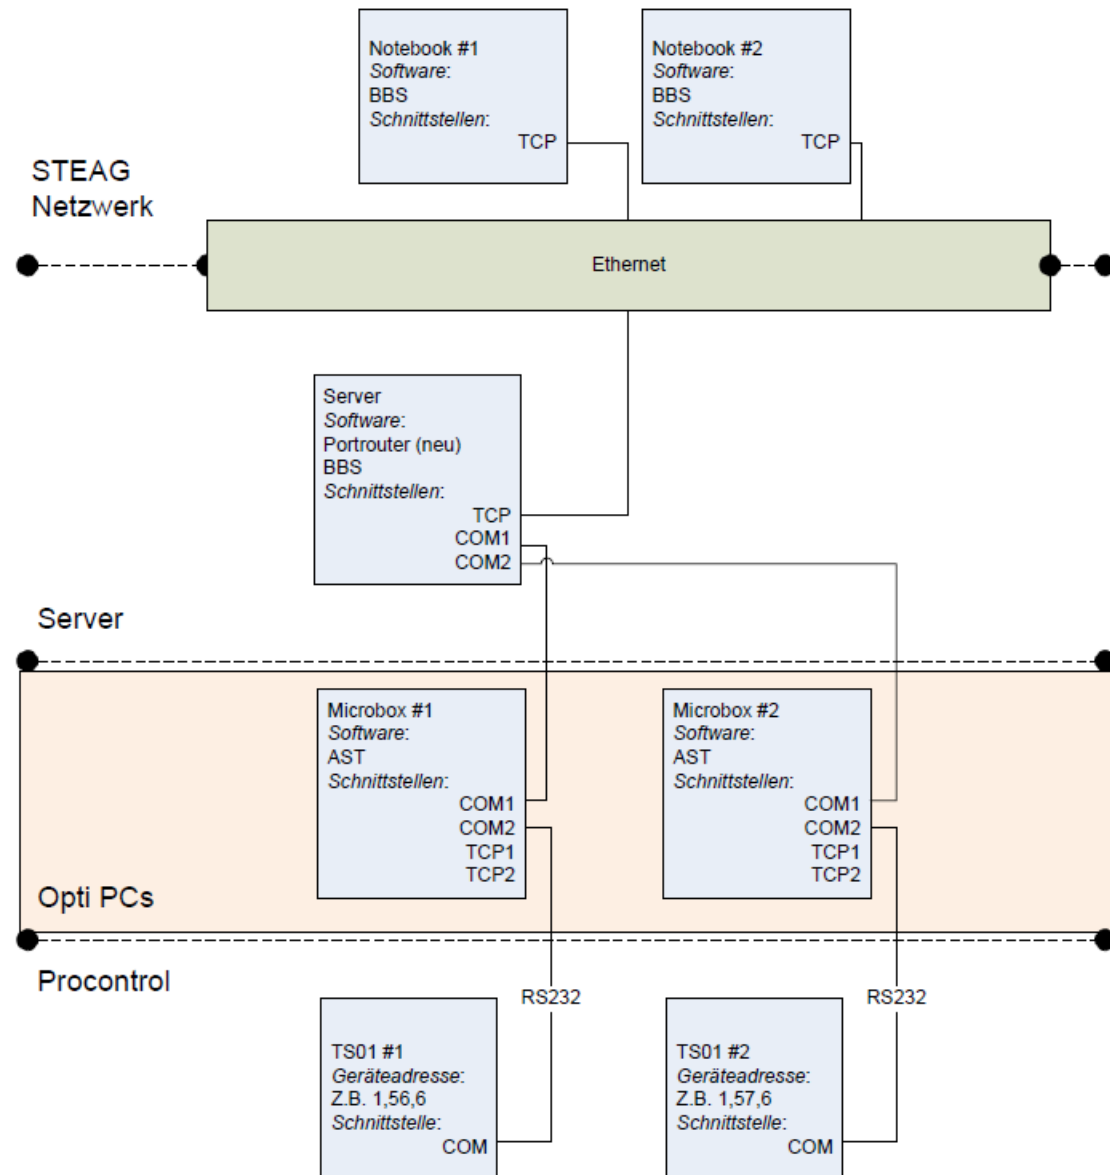 Notebook #1
Software:
BBS
Schnittstellen:
TCP
Notebook #2
Software:
BBS
Schnittstellen:
TCP
STEAG
Netzwerk
Ethernet
Server
Software:
Portrouter (neu)
BBS
Schnittstellen:
TCP
COM1
COM2
Server
Microbox #1
Software:
AST
Schnittstellen:
COM1
COM2
TCP1
TCP2
Microbox #2
Software:
AST
Schnittstellen:
COM1
COM2
TCP1
TCP2
Opti PCs
Procontrol
RS232
RS232
TS01 #1
Geräteadresse:
Z.B. 1,56,6
Schnittstelle:
COM
TS01 #2
Geräteadresse:
Z.B. 1,57,6
Schnittstelle:
COM